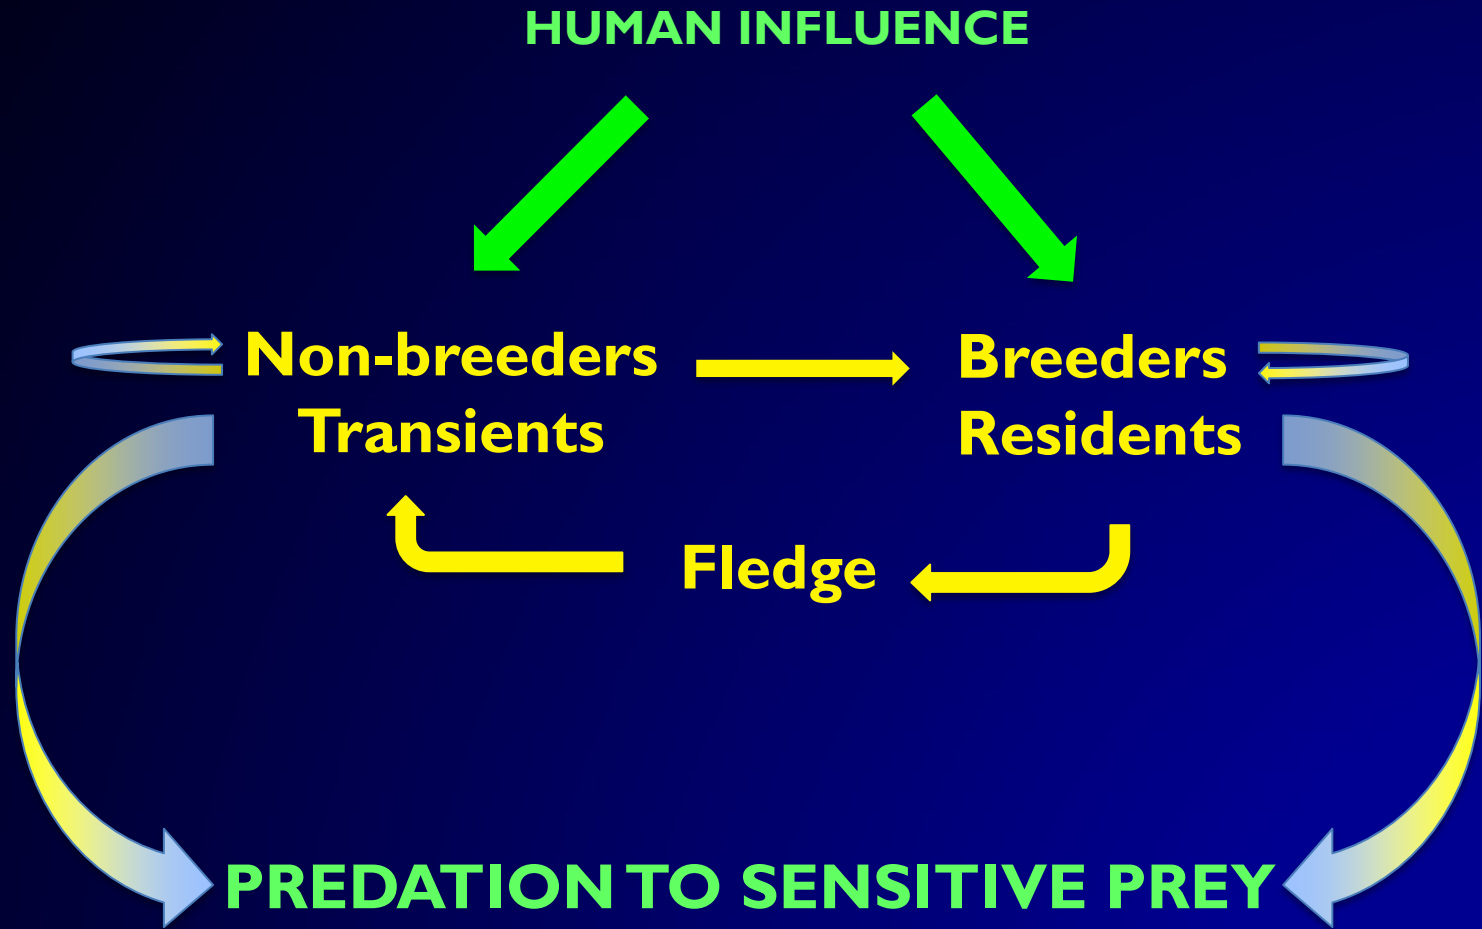 HUMAN INFLUENCE
Non-breeders
Transients
Breeders
Residents
Fledge
PREDATION TO SENSITIVE PREY